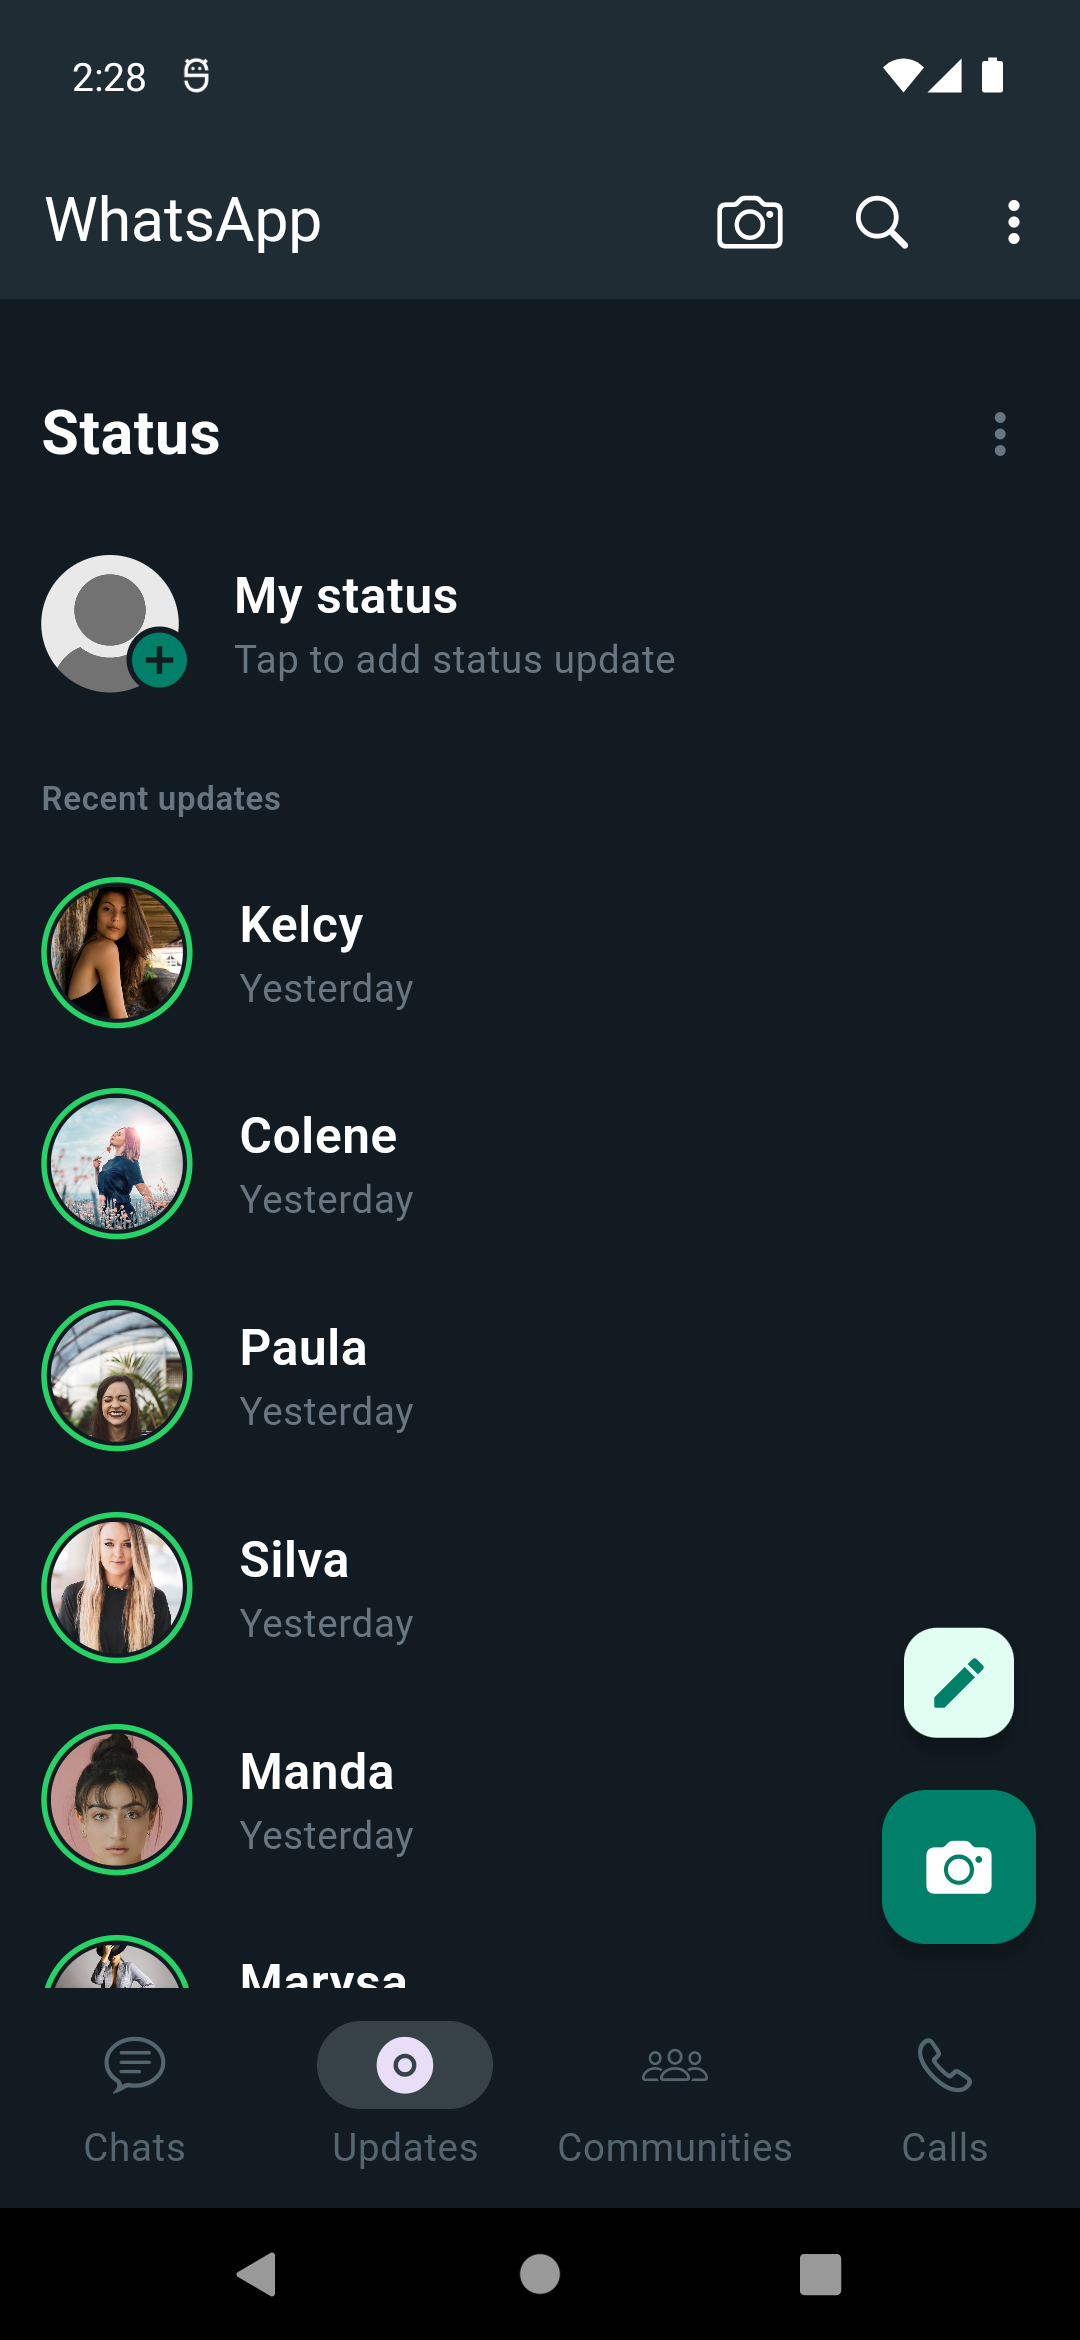 2:28
WhatsApp
Status
My status
Tap to add status update
Recent updates
Kelcy
Yesterday
Colene
Yesterday
Paula
Yesterday
Silva
Yesterday
Manda
Yesterday
Marysa
Chats
Updates
Communities
Calls